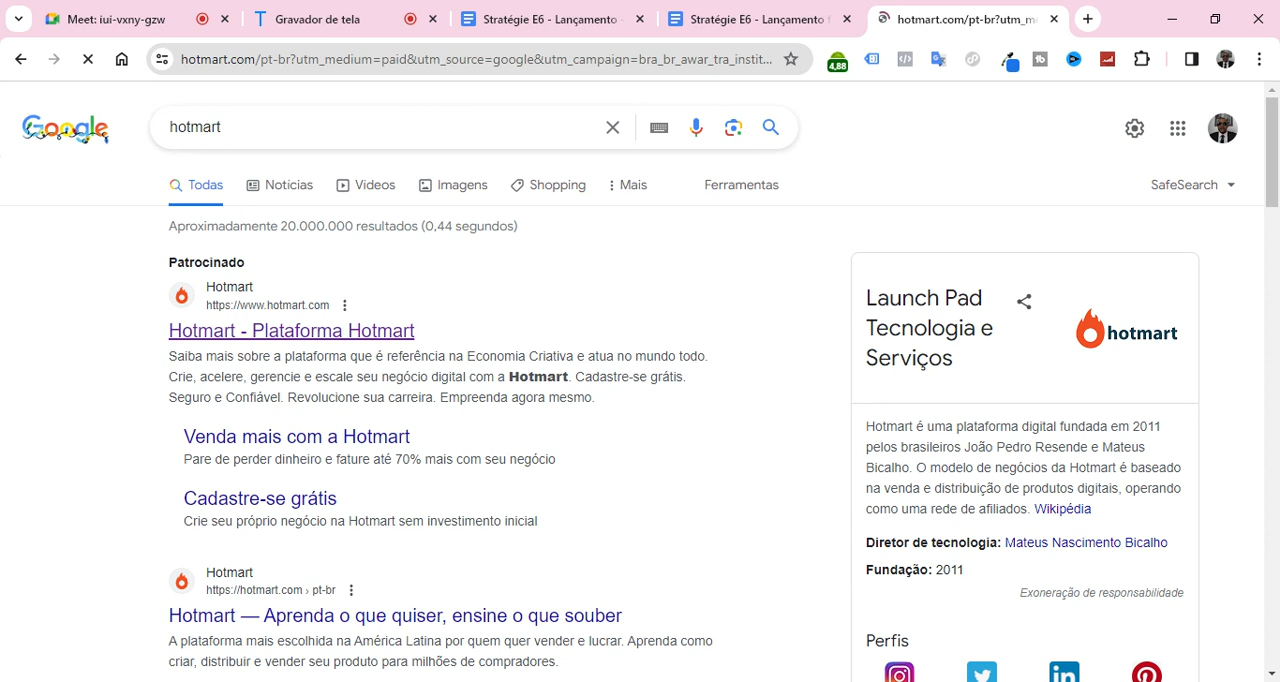 Meet: iui-vxny-gzw
Gravador de tela
Stratégie E6 - Lançamento
Stratégie E6 - Lançamento f
hotmart.com/pt-br?utm_m
hotmart.com/pt-br?utm_medium=paid&utm_source=google&utm_campaign=bra_br_awar_tra_instit...
4,88
Google
hotmart
Todas
Notícias
Vídeos
Imagens
Shopping
Mais
Ferramentas
SafeSearch
Aproximadamente 20.000.000 resultados (0,44 segundos)
Patrocinado
Hotmart
https://www.hotmart.com
Hotmart - Plataforma Hotmart
Saiba mais sobre a plataforma que é referência na Economia Criativa e atua no mundo todo.
Crie, acelere, gerencie e escale seu negócio digital com a Hotmart. Cadastre-se grátis.
Seguro e Confiável. Revolucione sua carreira. Empreenda agora mesmo.
Venda mais com a Hotmart
Pare de perder dinheiro e fature até 70% mais com seu negócio
Cadastre-se grátis
Crie seu próprio negócio na Hotmart sem investimento inicial
Hotmart
https://hotmart.com › pt-br
Hotmart — Aprenda o que quiser, ensine o que souber
A plataforma mais escolhida na América Latina por quem quer vender e lucrar. Aprenda como
criar, distribuir e vender seu produto para milhões de compradores.
Launch Pad
Tecnologia e
Serviços
hotmart
Hotmart é uma plataforma digital fundada em 2011
pelos brasileiros João Pedro Resende e Mateus
Bicalho. O modelo de negócios da Hotmart é baseado
na venda e distribuição de produtos digitais, operando
como uma rede de afiliados. Wikipédia
Diretor de tecnologia: Mateus Nascimento Bicalho
Fundação: 2011
Exoneração de responsabilidade
Perfis